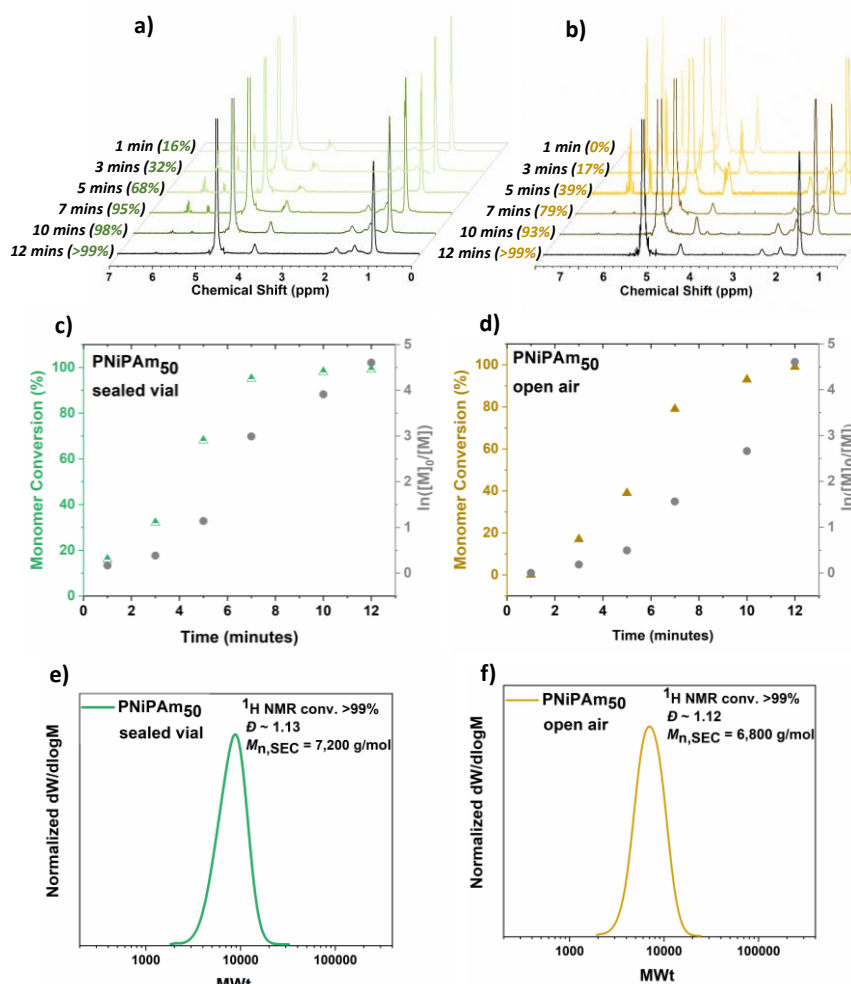 a)
1 min (16%)
3 mins (32%)
5 mins (68%)
7 mins (95%)
10 mins (98%)
12 mins (>99%)
7 6 5 4 3 2 1 0
Chemical Shift (ppm)
b)
1 min (0%)
3 mins (17%)
5 mins (39%)
7 mins (79%)
10 mins (93%)
12 mins (>99%)
7 6 5 4 3 2 1
Chemical Shift (ppm)
c)
PNiPAm50
sealed vial
Monomer Conversion (%)
100
80
60
40
20
0
ln([M]0/[M])
5
4
3
2
1
0
0 2 4 6 8 10 12
Time (minutes)
d)
PNiPAm50
open air
Monomer Conversion (%)
100
80
60
40
20
0
ln([M]0/[M])
5
4
3
2
1
0
0 2 4 6 8 10 12
Time (minutes)
e)
PNiPAm50
sealed vial
1H NMR conv. >99%
Đ ~ 1.13
Mn,SEC = 7,200 g/mol
Normalized dW/dlogM
1000 10000 100000
MWt
f)
PNiPAm50
open air
1H NMR conv. >99%
Đ ~ 1.12
Mn,SEC = 6,800 g/mol
Normalized dW/dlogM
1000 10000 100000
MWt